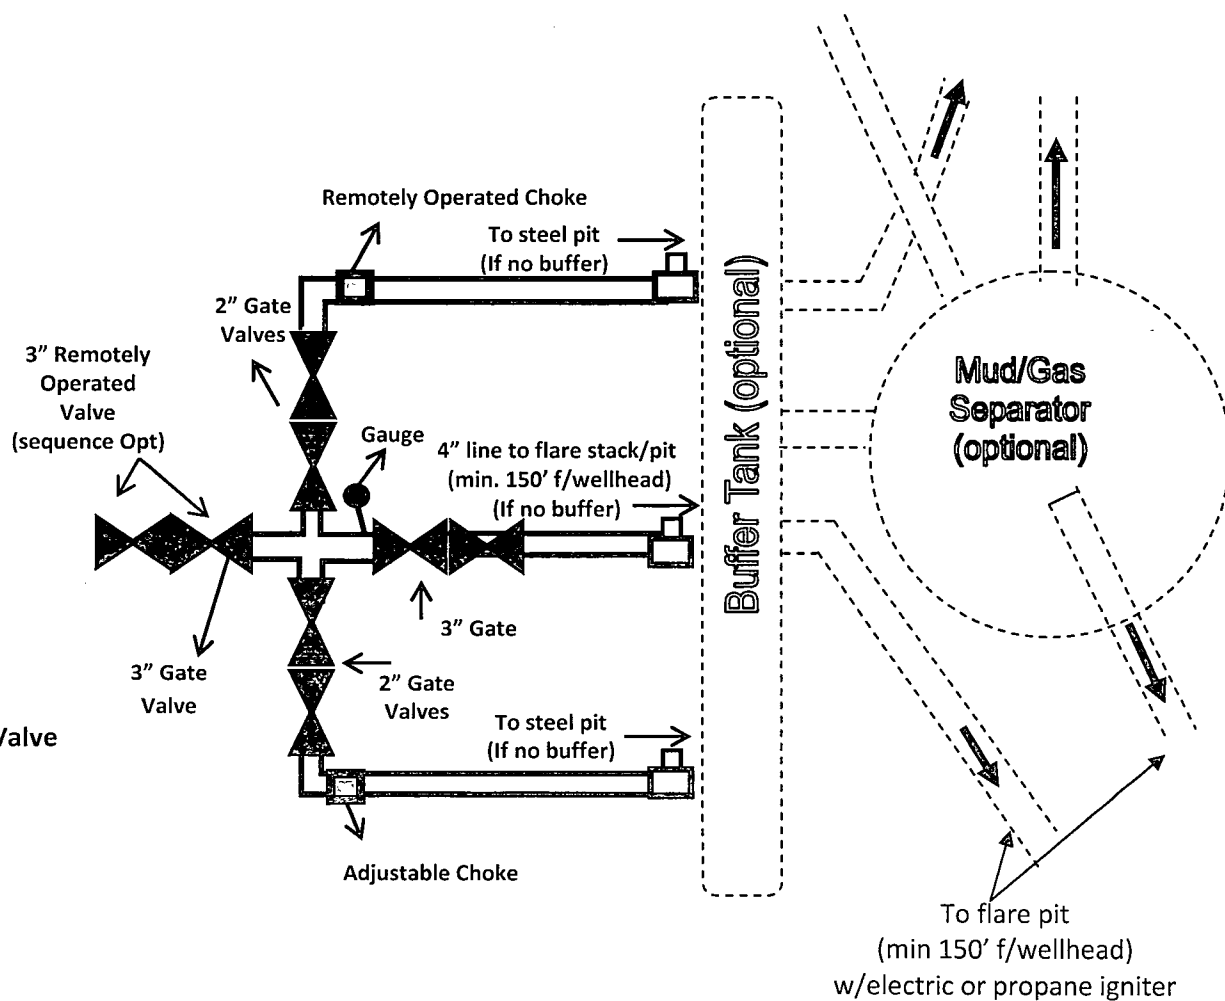 Remotely Operated Choke
To steel pit
(If no buffer)
2” Gate
Valves
3” Remotely
Operated
Valve
(sequence Opt)
Gauge
4” line to flare stack/pit
(min. 150’ f/wellhead)
(If no buffer)
Buffer Tank (optional)
Mud/Gas
Separator
(optional)
3” Gate
3” Gate
Valve
2” Gate
Valves
Valve
To steel pit
(If no buffer)
Adjustable Choke
To flare pit
(min 150’ f/wellhead)
w/electric or propane igniter